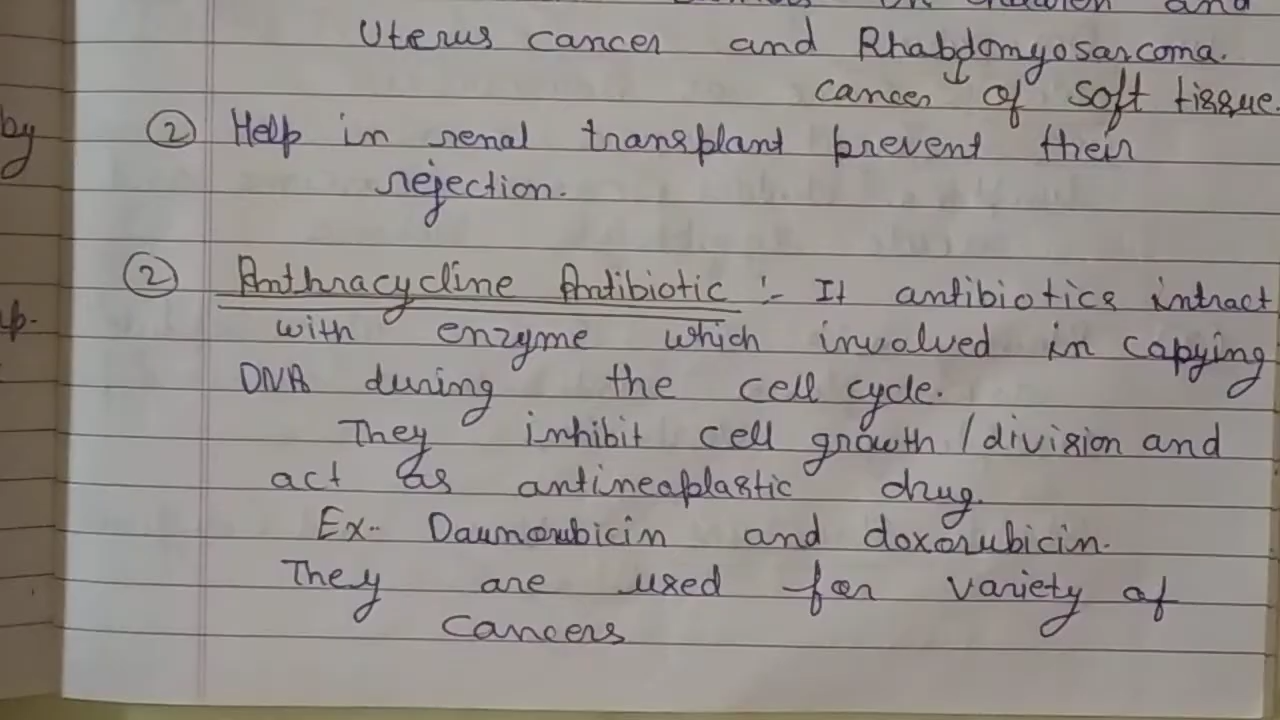 and
Uterus cancer and Rhabdomyosarcoma.
cancer of soft tissue
by
② Help in renal transplant prevent their
rejection.
② Anthracycline Antibiotic :- It antibiotics intract
with enzyme which involved in copying
DNA during the cell cycle.
They inhibit cell growth / division and
act as antineoplastic drug.
Ex- Daunorubicin and doxorubicin.
They are used for variety of
cancers